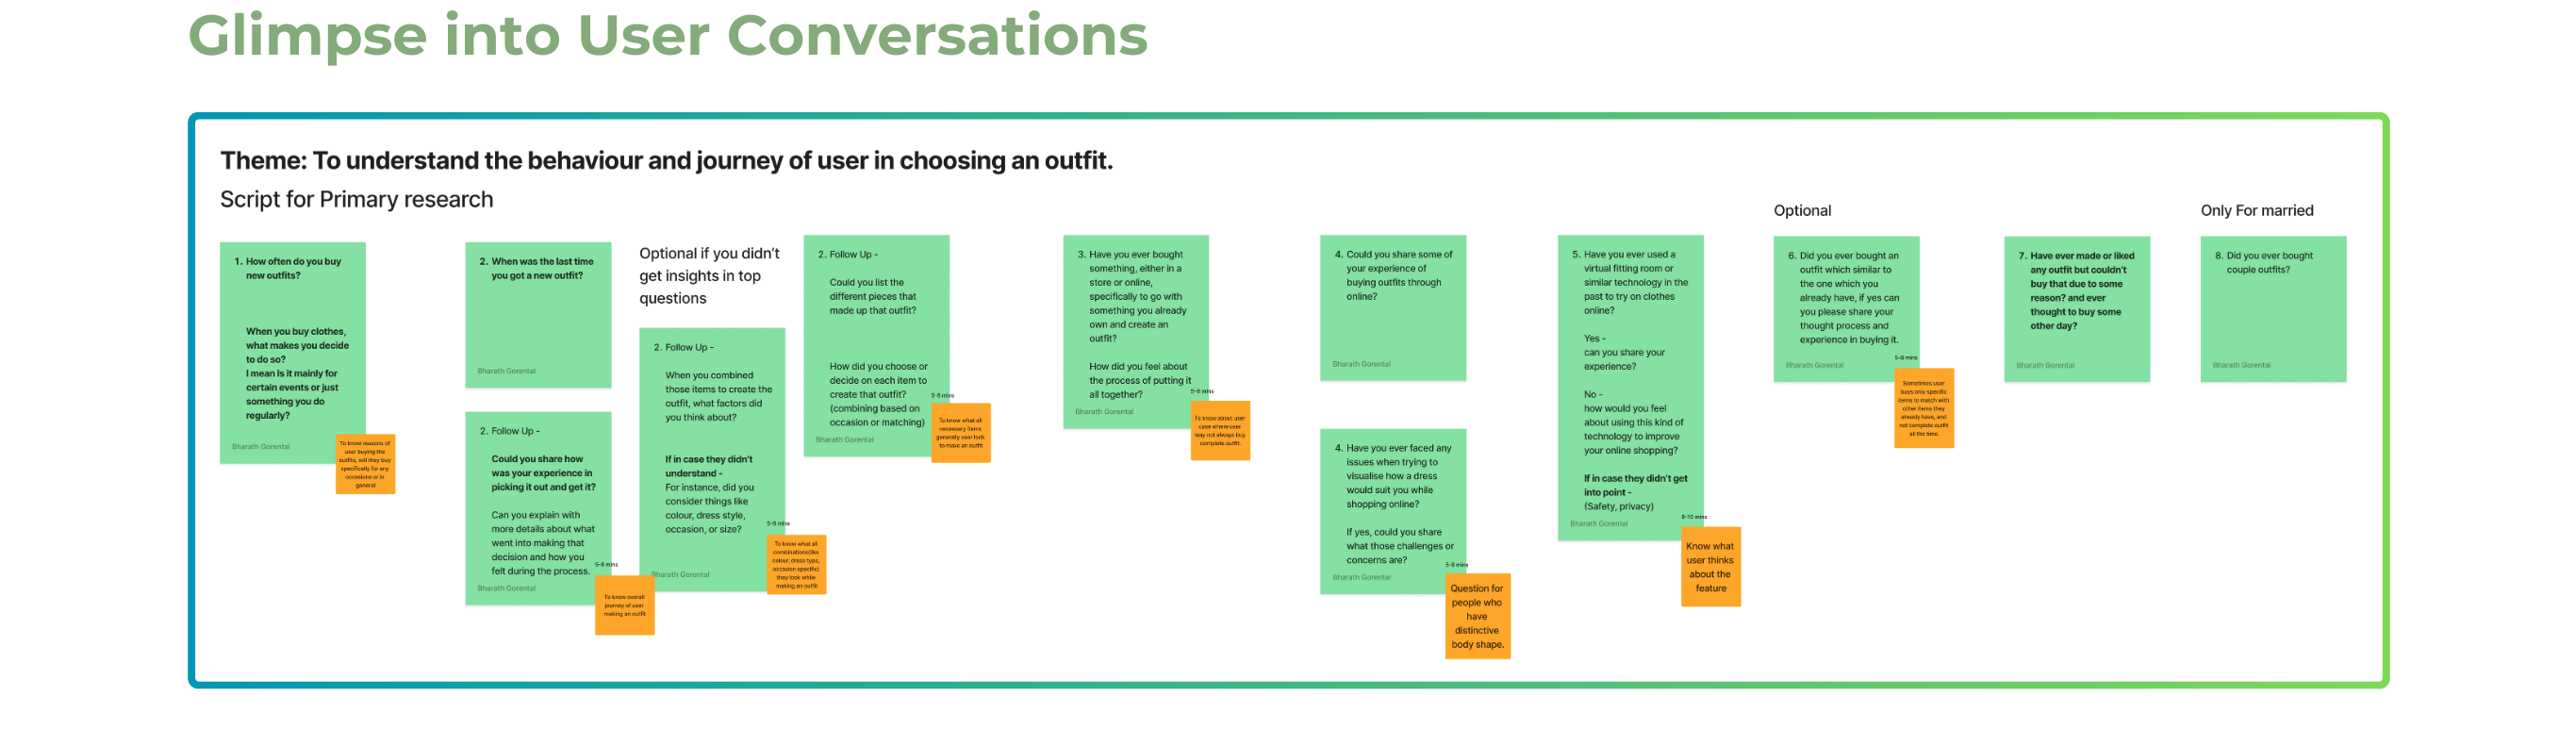 Glimpse into User Conversations
Theme: To understand the behaviour and journey of user in choosing an outfit.
Script for Primary research
1. How often do you buy
new outfits?
When you buy clothes,
what makes you decide
to do so?
I mean Is it mainly for
certain events or just
something you do
regularly?
Bharath Gorental
To know reasons of
user buying the
outfits, will they buy
specifically for any
occasions or in
general
2. When was the last time
you got a new outfit?
Bharath Gorental
2. Follow Up -
Could you share how
was your experience in
picking it out and get it?
Can you explain with
more details about what
went into making that
decision and how you
felt during the process.
Bharath Gorental
5-8 mins
To know overall
journey of user
making an outfit
Optional if you didn't
get insights in top
questions
2. Follow Up -
When you combined
those items to create the
outfit, what factors did
you think about?
If in case they didn't
understand -
For instance, did you
consider things like
colour, dress style,
occasion, or size?
Bharath Gorental
5-8 mins
To know what all
combinations(like
colour, dress type,
occasion specific)
they look while
making an outfit
2. Follow Up -
Could you list the
different pieces that
made up that outfit?
How did you choose or
decide on each item to
create that outfit?
(combining based on
occasion or matching)
Bharath Gorental
5-8 mins
To know what all
necessary items
generally user look
to make an outfit
3. Have you ever bought
something, either in a
store or online,
specifically to go with
something you already
own and create an
outfit?
How did you feel about
the process of putting it
all together?
Bharath Gorental
5-8 mins
To know about user
case where user
may not always buy
complete outfit.
4. Could you share some of
your experience of
buying outfits through
online?
Bharath Gorental
4. Have you ever faced any
issues when trying to
visualise how a dress
would suit you while
shopping online?
If yes, could you share
what those challenges or
concerns are?
Bharath Gorental
5-8 mins
Question for
people who
have
distinctive
body shape.
5. Have you ever used a
virtual fitting room or
similar technology in the
past to try on clothes
online?
Yes -
can you share your
experience?
No -
how would you feel
about using this kind of
technology to improve
your online shopping?
If in case they didn't get
into point -
(Safety, privacy)
Bharath Gorental
8-10 mins
Know what
user thinks
about the
feature
Optional
6. Did you ever bought an
outfit which similar to
the one which you
already have, if yes can
you please share your
thought process and
experience in buying it.
Bharath Gorental
5-8 mins
Sometimes user
buys only specific
items to match with
other items they
already have, and
not complete outfit
all the time.
7. Have ever made or liked
any outfit but couldn't
buy that due to some
reason? and ever
thought to buy some
other day?
Bharath Gorental
Only For married
8. Did you ever bought
couple outfits?
Bharath Gorental